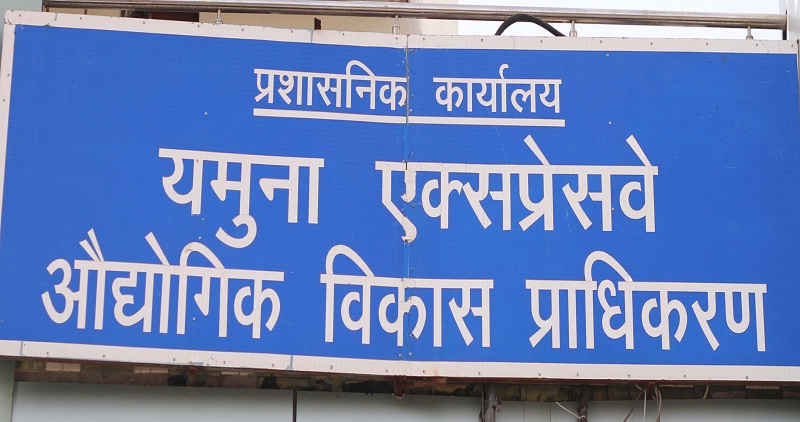 प्रशासनिक कार्यालय
यमुना एक्सप्रेसवे
औद्योगिक विकास प्राधिकरण